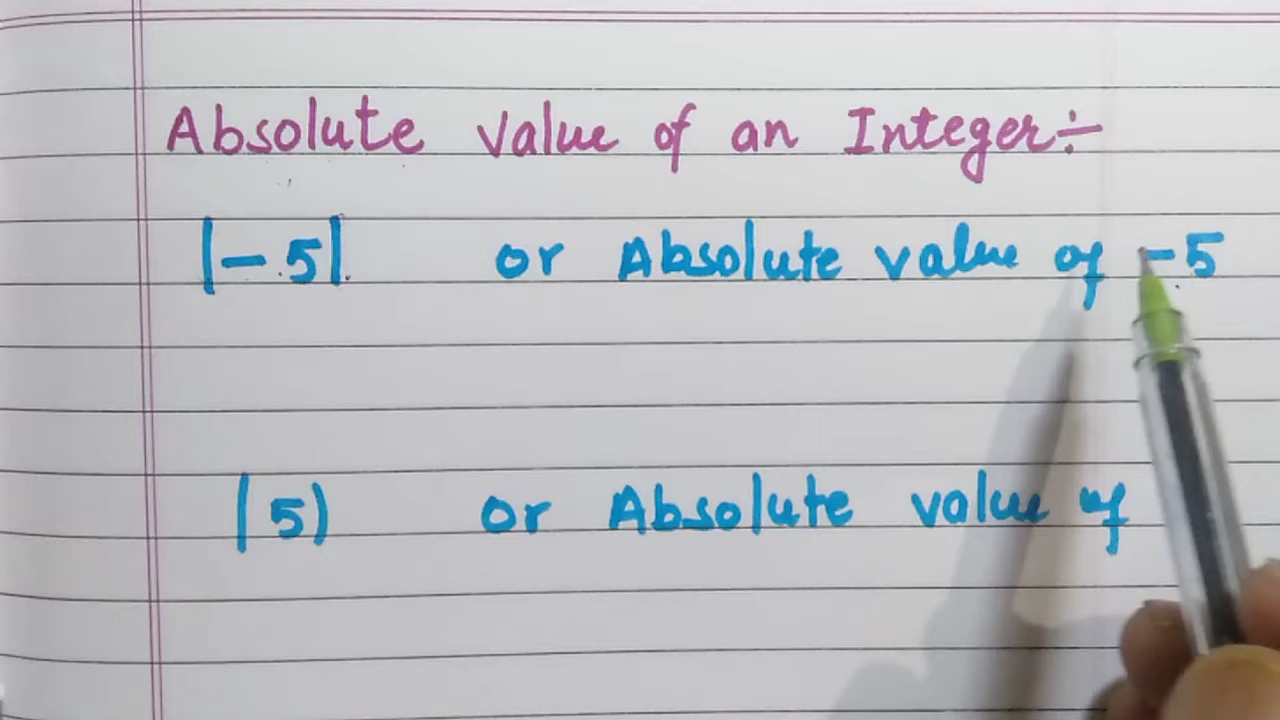 Absolute value of an Integer:-
|-5| or Absolute value of -5
|5) or Absolute value of